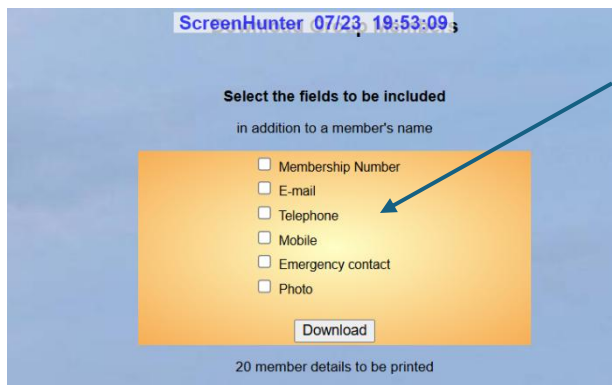 ScreenHunter 07/23 19:53:09
Select the fields to be included
in addition to a member's name
Membership Number
E-mail
Telephone
Mobile
Emergency contact
Photo
Download
20 member details to be printed